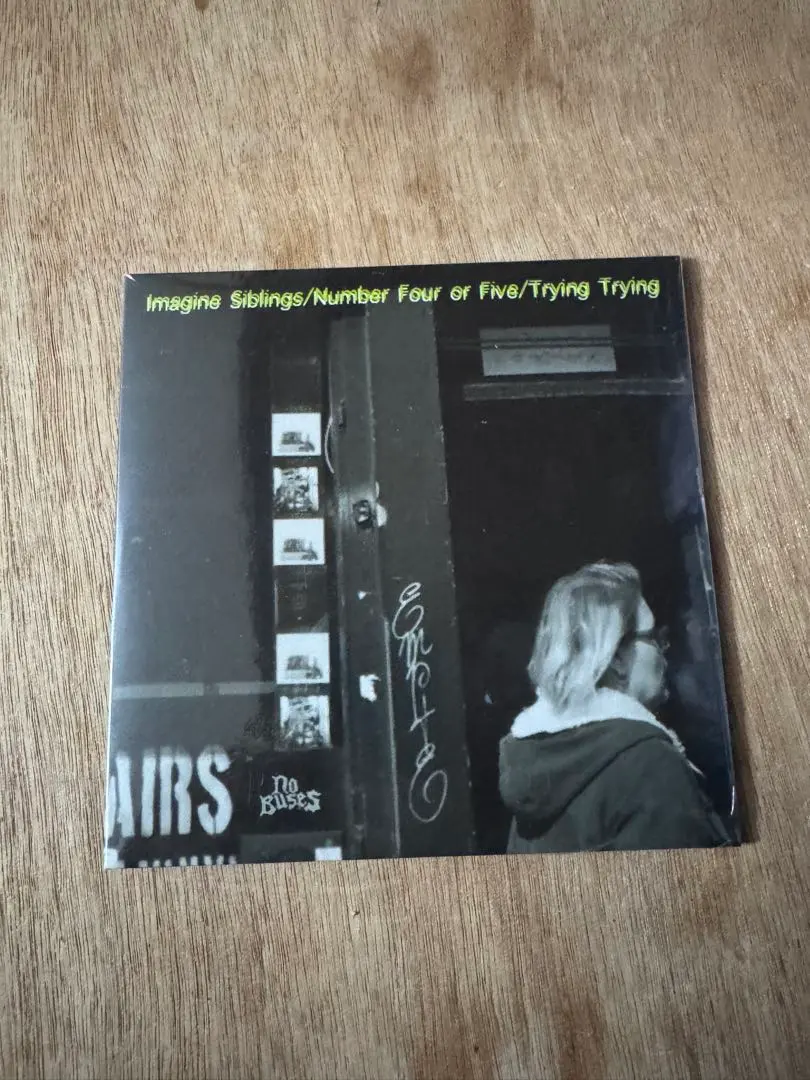 Imagine Siblings/Number Four or Five/Trying Trying
AIRS
No
Buses